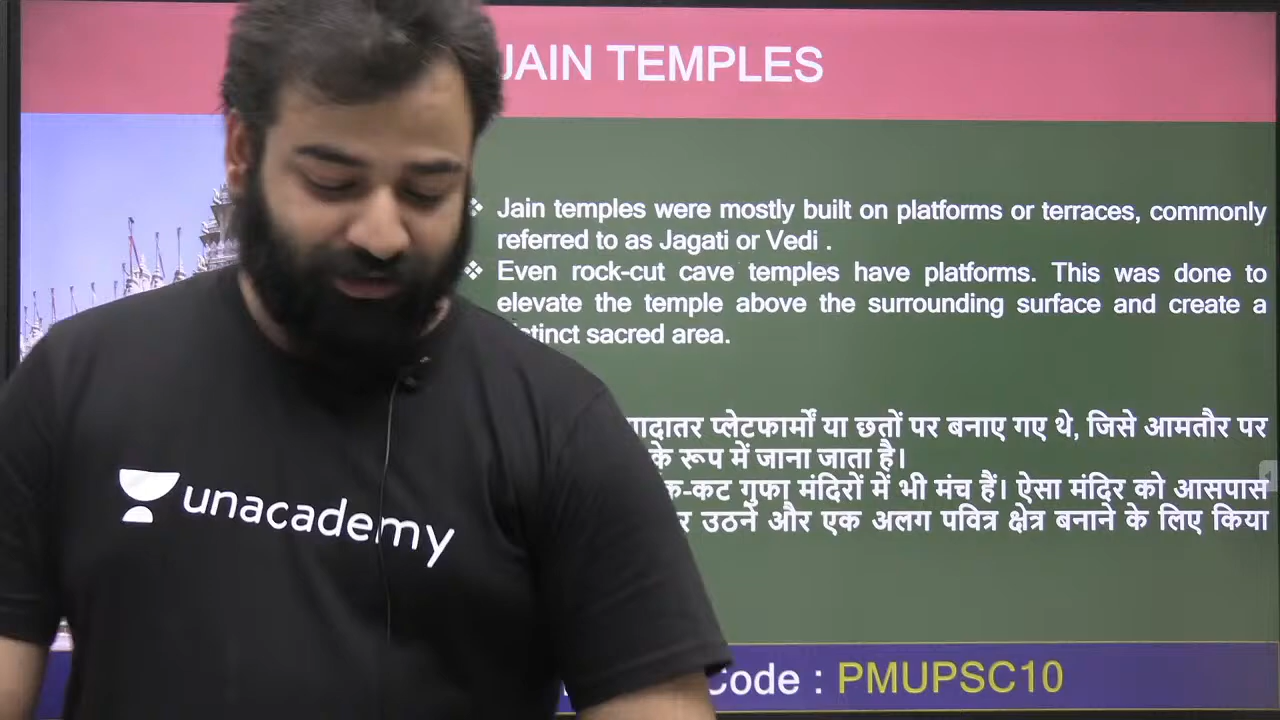 JAIN TEMPLES
❖ Jain temples were mostly built on platforms or terraces, commonly
referred to as Jagati or Vedi .
❖ Even rock-cut cave temples have platforms. This was done to
elevate the temple above the surrounding surface and create a
stinct sacred area.
प्लेटफार्मों या छतों पर बनाए गए थे, जिसे आमतौर पर
के रूप में जाना जाता है।
-कट गुफा मंदिरों में भी मंच हैं। ऐसा मंदिर को आसपास
उठने और एक अलग पवित्र क्षेत्र बनाने के लिए किया
unacademy
Code : PMUPSC10